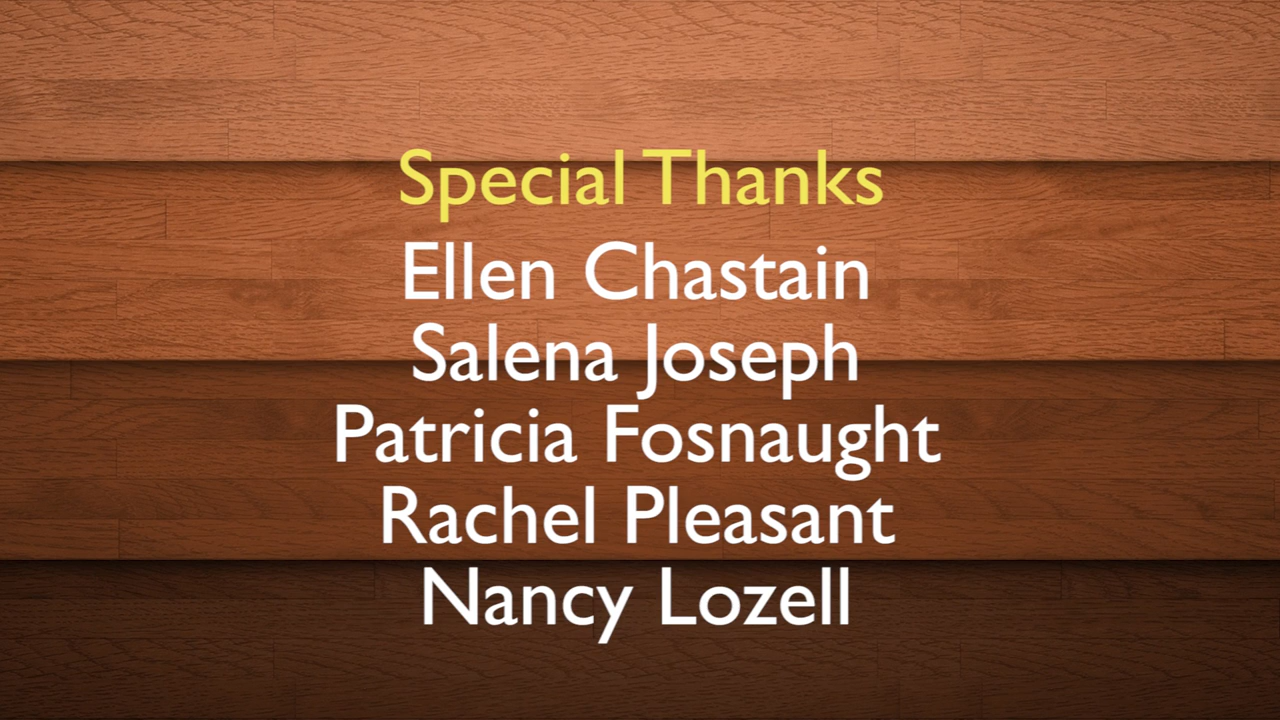 Special Thanks
Ellen Chastain
Salena Joseph
Patricia Fosnaught
Rachel Pleasant
Nancy Lozell